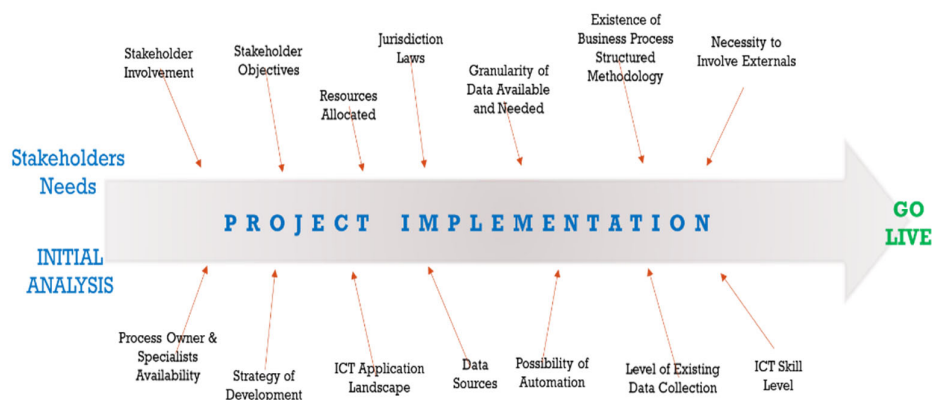 Existence of
Business Process
Structured
Methodology
Jurisdiction
Laws
Necessity to
Involve Externals
Stakeholder
Involvement
Stakeholder
Objectives
Granularity of
Data Available
and Needed
Resources
Allocated
Stakeholders
Needs
PROJECT IMPLEMENTATION
GO
LIVE
INITIAL
ANALYSIS
Process Owner &
Specialists
Availability
Strategy of
Development
ICT Application
Landscape
Data
Sources
Possibility of
Automation
Level of Existing
Data Collection
ICT Skill
Level